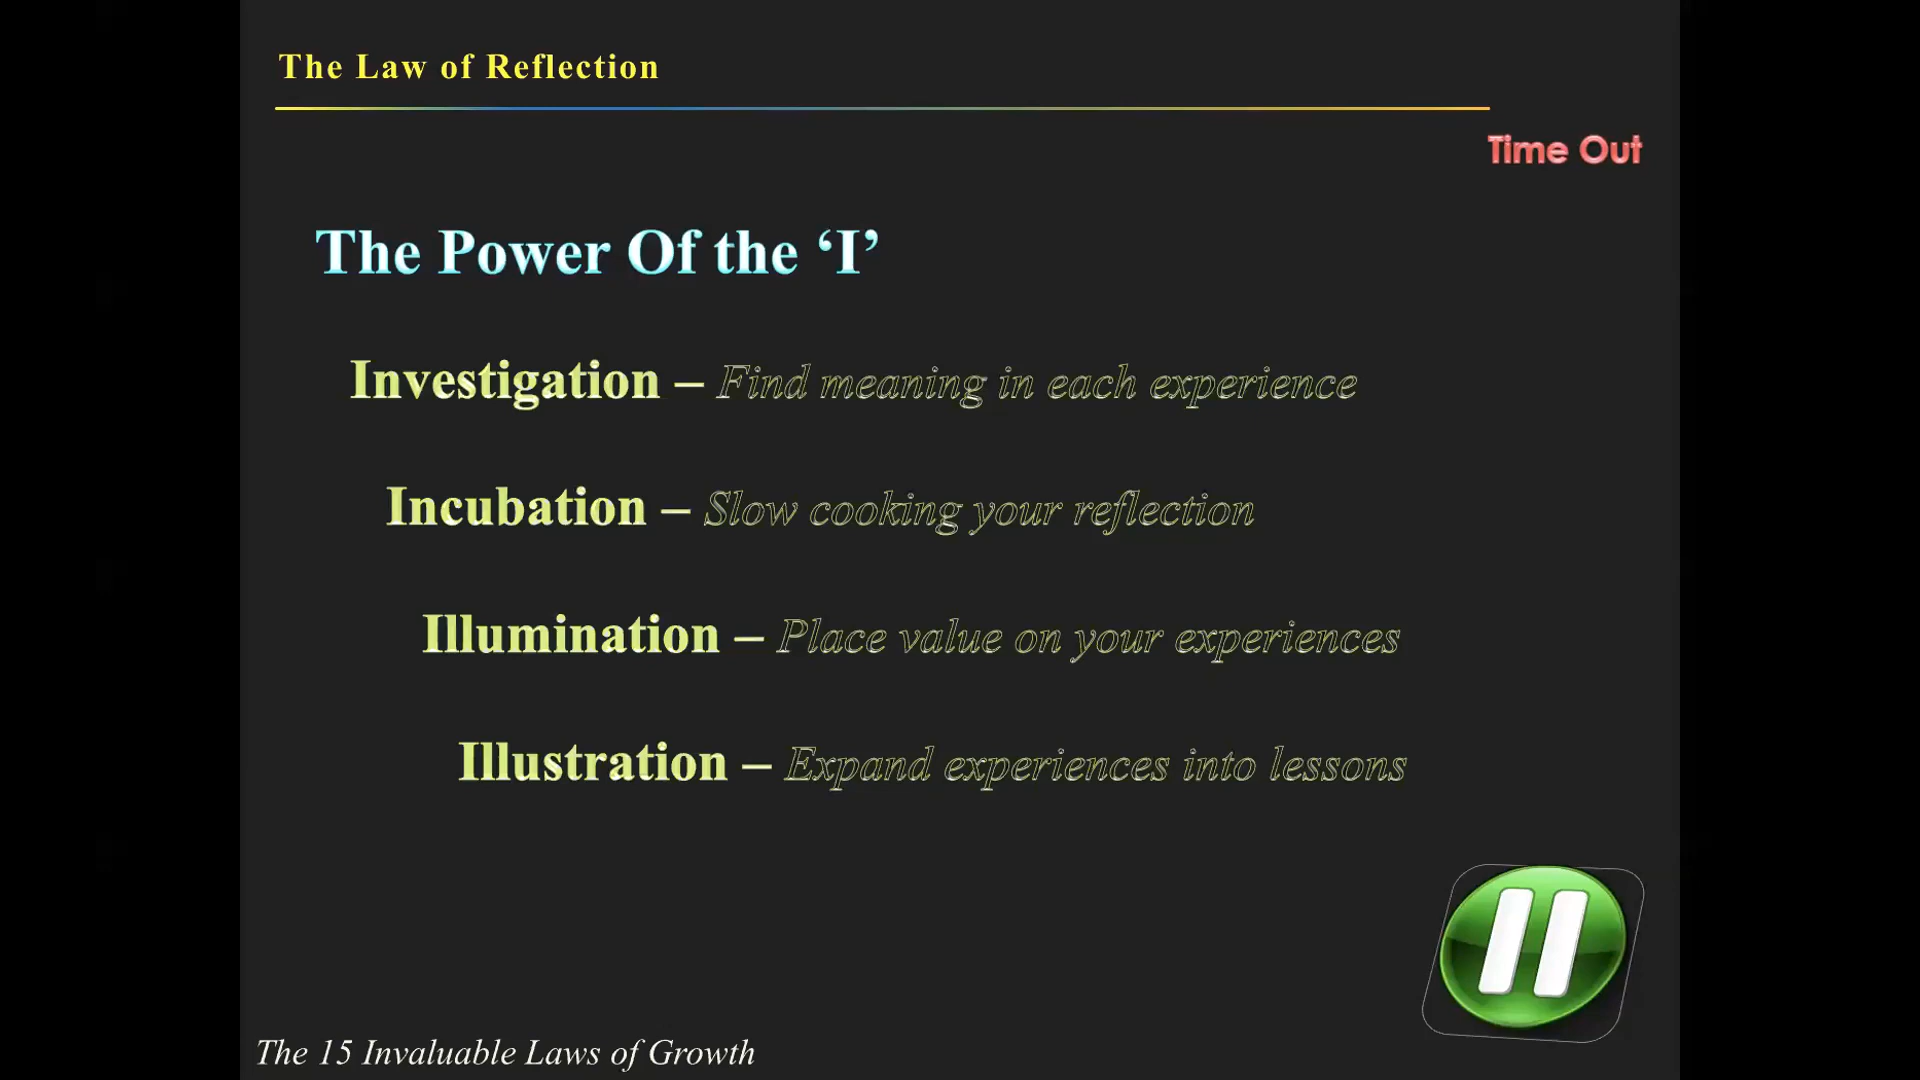 The Law of Reflection
Time Out
The Power Of the ‘I’
Investigation – Find meaning in each experience
Incubation – Slow cooking your reflection
Illumination – Place value on your experiences
Illustration – Expand experiences into lessons
The 15 Invaluable Laws of Growth